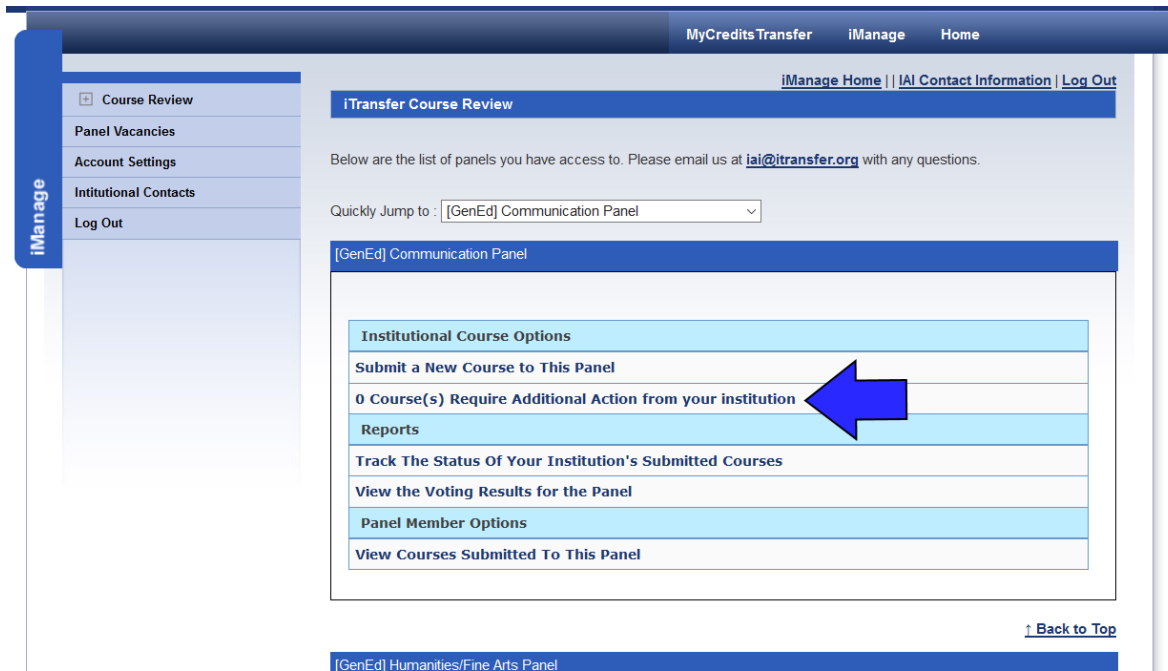 MyCreditsTransfer iManage Home
iManage Home | | IAI Contact Information | Log Out
iManage
Course Review
Panel Vacancies
Account Settings
Intitutional Contacts
Log Out
iTransfer Course Review
Below are the list of panels you have access to. Please email us at iai@itransfer.org with any questions.
Quickly Jump to : [GenEd] Communication Panel
[GenEd] Communication Panel
Institutional Course Options
Submit a New Course to This Panel
0 Course(s) Require Additional Action from your institution
Reports
Track The Status Of Your Institution's Submitted Courses
View the Voting Results for the Panel
Panel Member Options
View Courses Submitted To This Panel
↑ Back to Top
[GenEd] Humanities/Fine Arts Panel